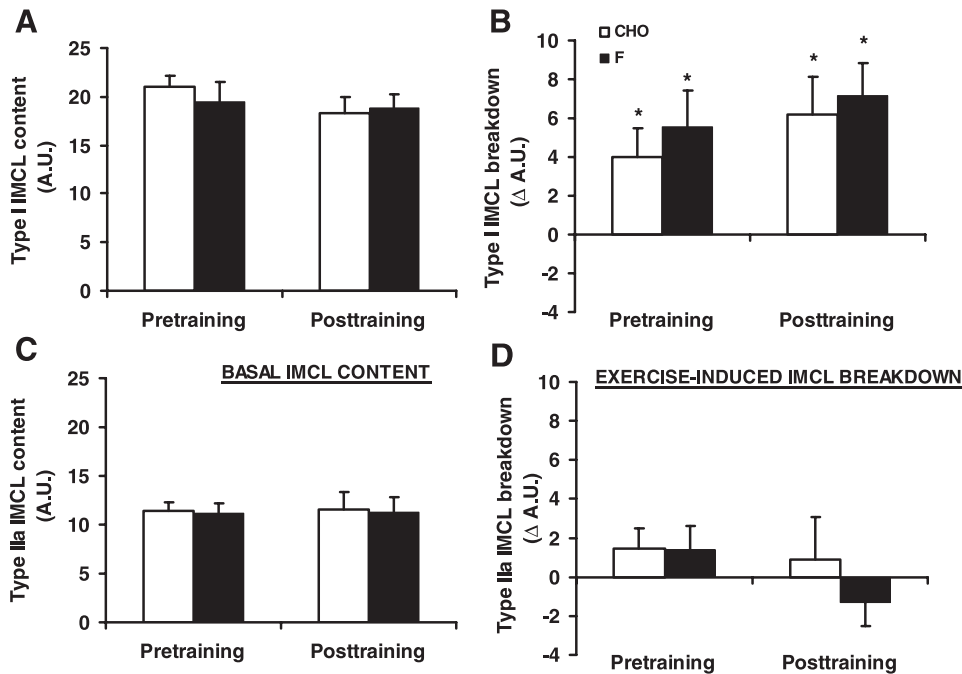 A
25
20
15
10
5
0
Type I IMCL content
(A.U.)
Pretraining
Posttraining
B
CHO
F
10
8
6
4
2
0
-2
-4
Type I IMCL breakdown
(Δ A.U.)
*
*
*
*
Pretraining
Posttraining
C
BASAL IMCL CONTENT
25
20
15
10
5
0
Type IIa IMCL content
(A.U.)
Pretraining
Posttraining
D
EXERCISE-INDUCED IMCL BREAKDOWN
10
8
6
4
2
0
-2
-4
Type IIa IMCL breakdown
(Δ A.U.)
Pretraining
Posttraining